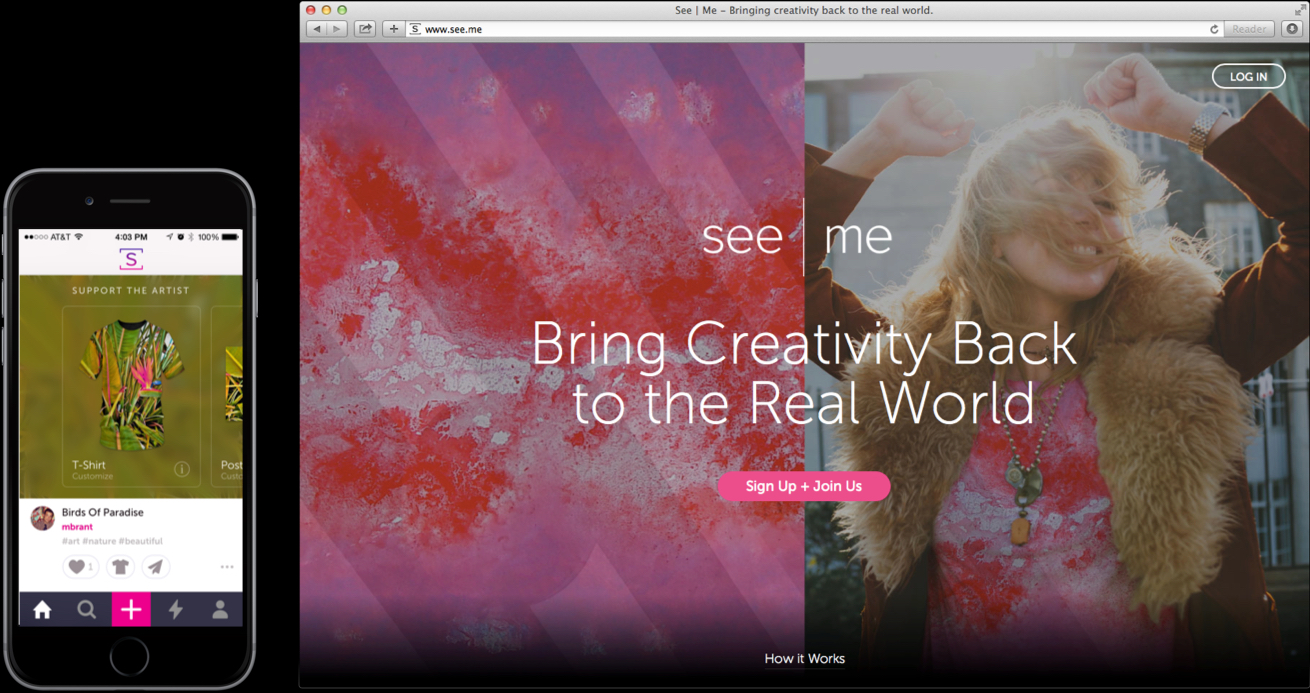 See | Me – Bringing creativity back to the real world.
S www.see.me
Reader
LOG IN
see | me
Bring Creativity Back
to the Real World
Sign Up + Join Us
How it Works
AT&T 4:03 PM 100%
S
SUPPORT THE ARTIST
T-Shirt
Customize
i
Post
Custo
Birds Of Paradise
mbrant
#art #nature #beautiful
1